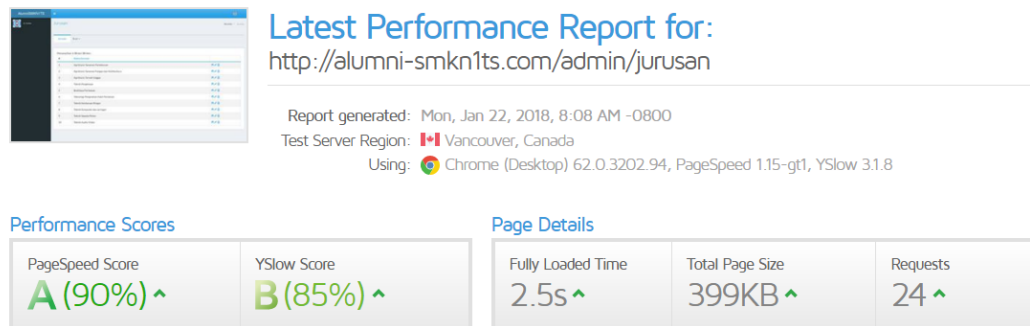 Latest Performance Report for:
http://alumni-smkn1ts.com/admin/jurusan
Report generated: Mon, Jan 22, 2018, 8:08 AM -0800
Test Server Region: Vancouver, Canada
Using: Chrome (Desktop) 62.0.3202.94, PageSpeed 1.15-gt1, YSlow 3.1.8
Performance Scores
Page Details
PageSpeed Score
YSlow Score
Fully Loaded Time
Total Page Size
Requests
A (90%)
B (85%)
2.5s
399KB
24